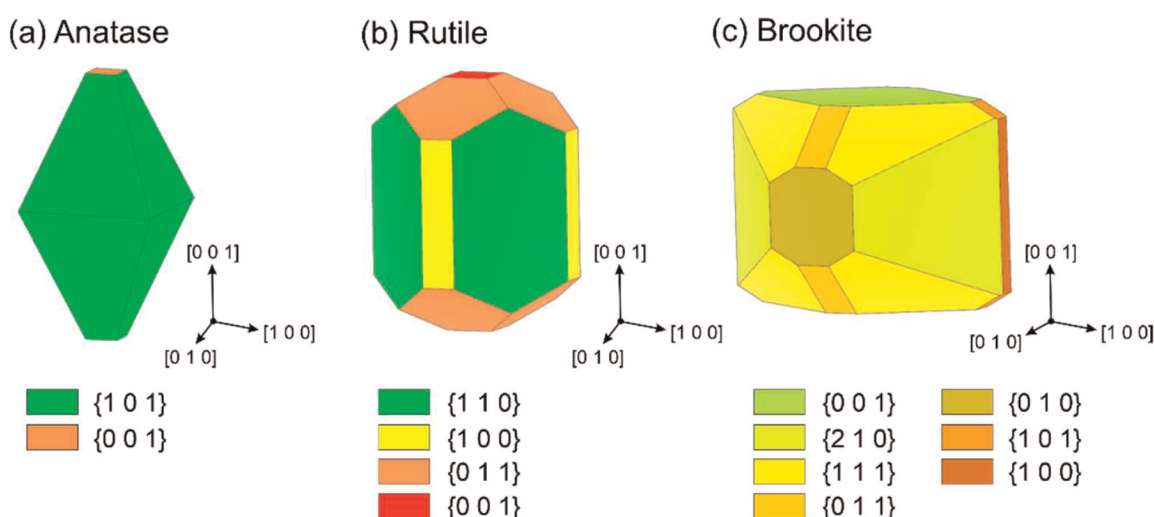 (a) Anatase
(b) Rutile
(c) Brookite
[0 0 1]
[1 0 0]
[0 1 0]
[0 0 1]
[1 0 0]
[0 1 0]
[0 0 1]
[1 0 0]
[0 1 0]
{1 0 1}
{0 0 1}
{1 1 0}
{1 0 0}
{0 1 1}
{0 0 1}
{0 0 1}
{2 1 0}
{1 1 1}
{0 1 1}
{0 1 0}
{1 0 1}
{1 0 0}